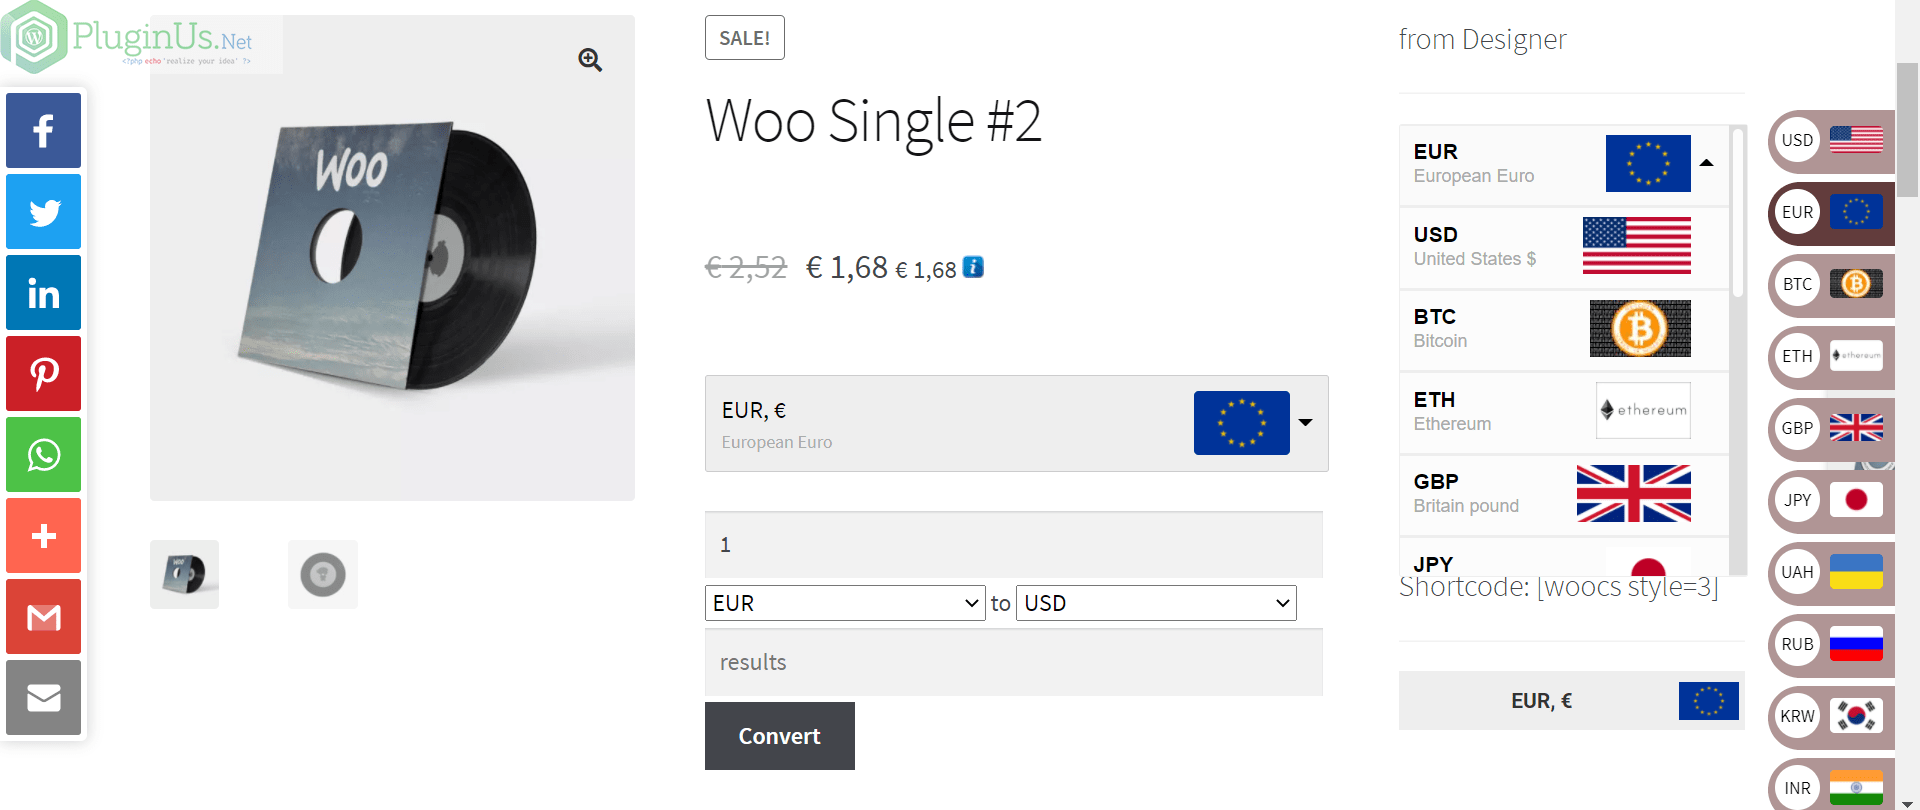 PluginUs.Net
<?php echo 'realize your idea' ?>
WOO
SALE!
Woo Single #2
€ 2,52 € 1,68 € 1,68 i
EUR, €
European Euro
1
EUR to USD
results
Convert
from Designer
EUR
European Euro
USD
United States $
BTC
Bitcoin
ETH
Ethereum
ethereum
GBP
Britain pound
JPY
Shortcode: [woocs style=3]
EUR, €
USD
EUR
BTC
ETH
ethereum
GBP
JPY
UAH
RUB
KRW
INR